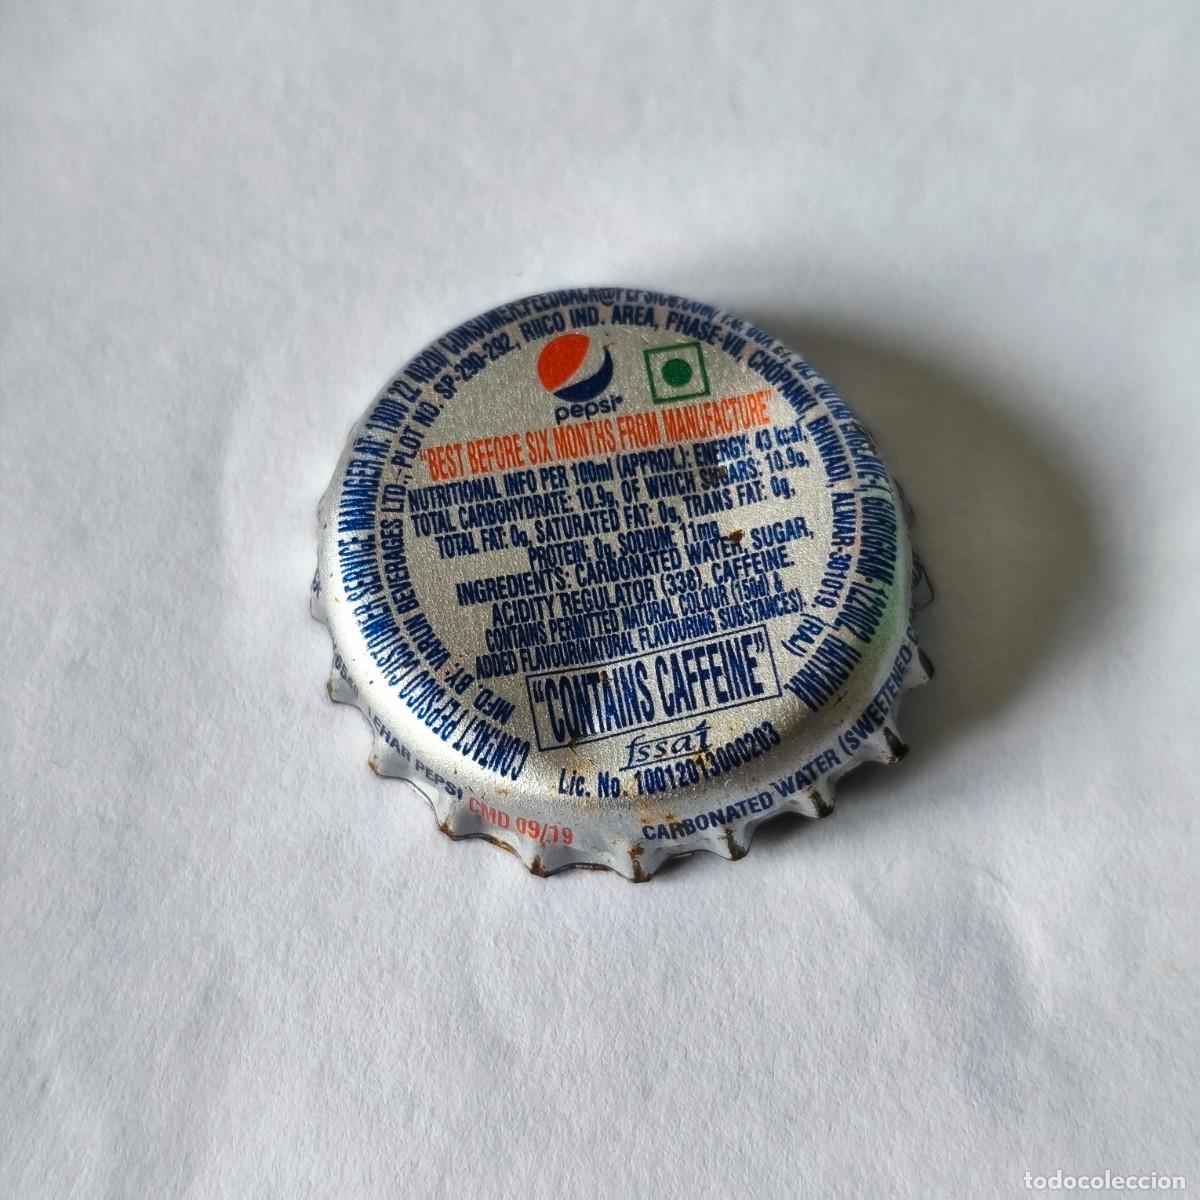 pepsi
"BEST BEFORE SIX MONTHS FROM MANUFACTURE"
NUTRITIONAL INFO PER 100ml (APPROX.): ENERGY: 43 kcal,
TOTAL CARBOHYDRATE: 10.9g, OF WHICH SUGARS: 10.9g,
TOTAL FAT: 0g, SATURATED FAT: 0g, TRANS FAT: 0g,
PROTEIN: 0g, SODIUM: 11mg.
INGREDIENTS: CARBONATED WATER, SUGAR,
ACIDITY REGULATOR (338), CAFFEINE.
CONTAINS PERMITTED NATURAL COLOUR (150d) &
ADDED FLAVOUR(NATURAL FLAVOURING SUBSTANCES).
"CONTAINS CAFFEINE"
fssai
Lic. No. 10012013000203
MFD BY: VARUN BEVERAGES LTD.,-PLOT NO. SP-290-292, RIICO IND. AREA, PHASE-VII, CHOPANKI, BHIWADI, ALWAR-301019, (RAJ)
CONTACT PEPSICO CUSTOMER SERVICE MANAGER AT: CONSUMER.FEEDBACK@PEPSICO.COM/ P.O.
EHAR PEPSI CMD 09/19
CARBONATED WATER (SWEETENED
todocoleccion